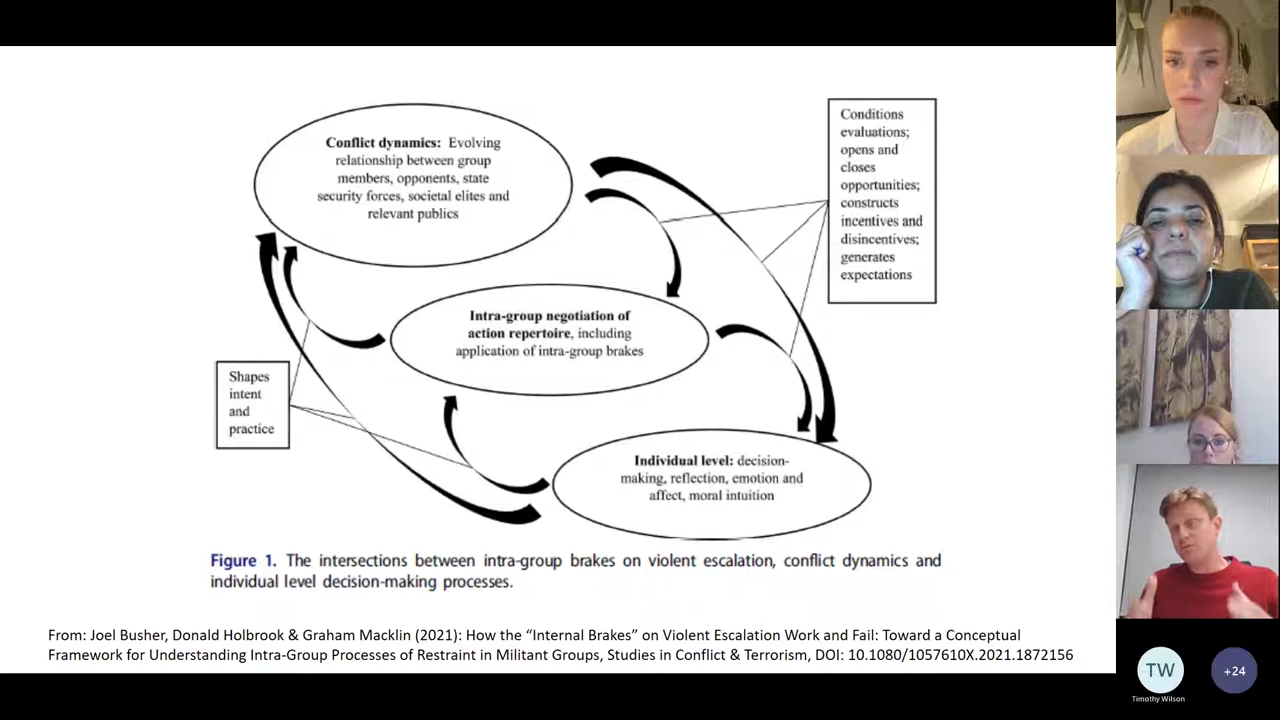 Conflict dynamics: Evolving
relationship between group
members, opponents, state
security forces, societal elites and
relevant publics
Conditions
evaluations;
opens and
closes
opportunities;
constructs
incentives and
disincentives;
generates
expectations
Intra-group negotiation of
action repertoire, including
application of intra-group brakes
Shapes
intent
and
practice
Individual level: decision-
making, reflection, emotion and
affect, moral intuition
Figure 1. The intersections between intra-group brakes on violent escalation, conflict dynamics and
individual level decision-making processes.
From: Joel Busher, Donald Holbrook & Graham Macklin (2021): How the “Internal Brakes” on Violent Escalation Work and Fail: Toward a Conceptual
Framework for Understanding Intra-Group Processes of Restraint in Militant Groups, Studies in Conflict & Terrorism, DOI: 10.1080/1057610X.2021.1872156
TW
Timothy Wilson
+24